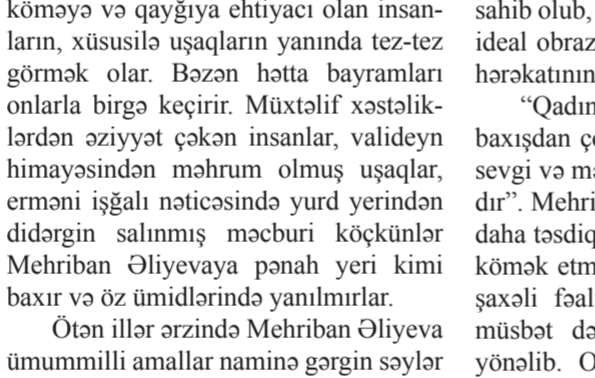 köməyə və qayğıya ehtiyacı olan insan-
ların, xüsusilə uşaqların yanında tez-tez
görmək olar. Bəzən hətta bayramları
onlarla birgə keçirir. Müxtəlif xəstəlik-
lərdən əziyyət çəkən insanlar, valideyn
himayəsindən məhrum olmuş uşaqlar,
erməni işğalı nəticəsində yurd yerindən
didərgin salınmış məcburi köçkünlər
Mehriban Əliyevaya pənah yeri kimi
baxır və öz ümidlərində yanılmırlar.
Ötən illər ərzində Mehriban Əliyeva
ümummilli amallar naminə gərgin səylər
sahib olub,
ideal obraz
hərəkatının
“Qadın
baxışdan
sevgi və
dır”. Mehri
daha təsdiq
kömək etm
şaxəli fəal
müsbət də
yönəlib. O